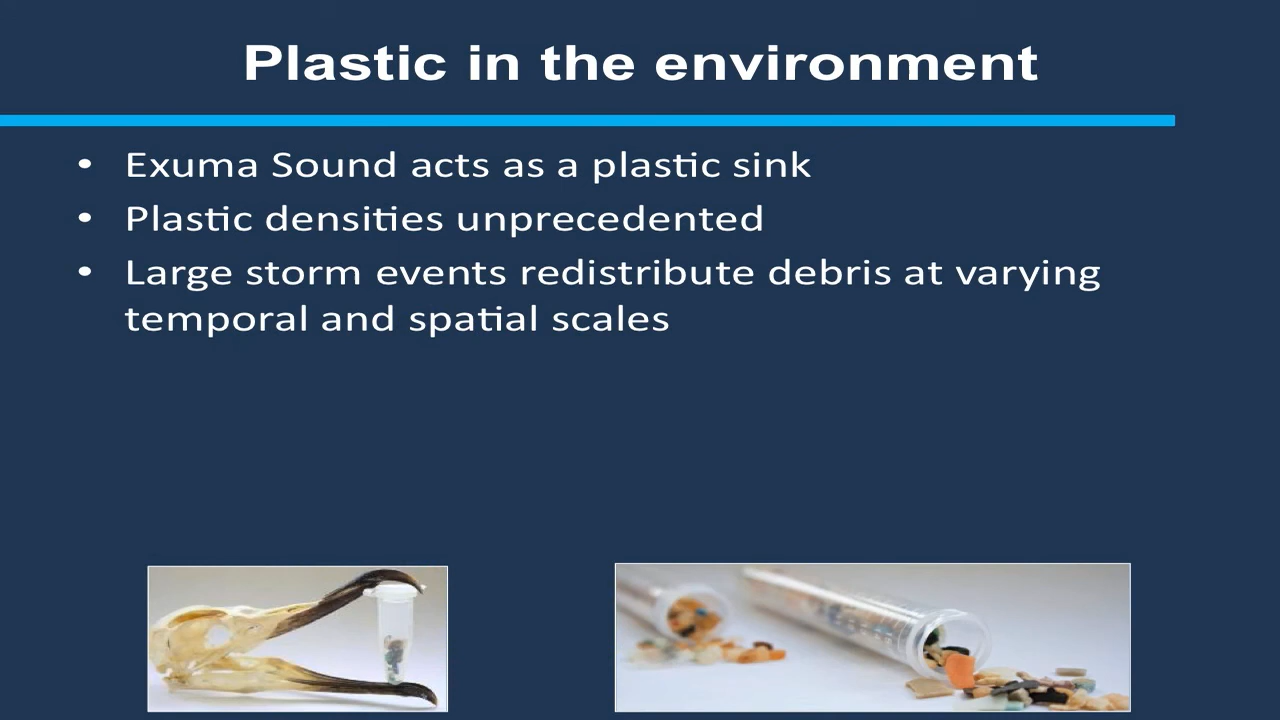 Plastic in the environment
• Exuma Sound acts as a plastic sink
• Plastic densities unprecedented
• Large storm events redistribute debris at varying
temporal and spatial scales